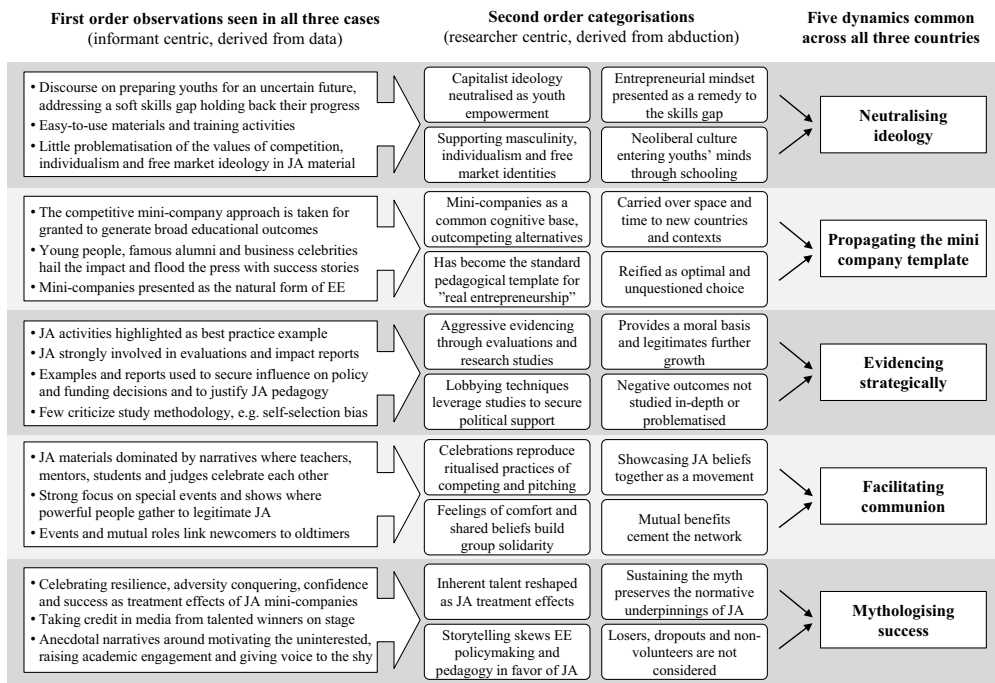 First order observations seen in all three cases
(informant centric, derived from data)
Second order categorisations
(researcher centric, derived from abduction)
Five dynamics common
across all three countries
• Discourse on preparing youths for an uncertain future,
addressing a soft skills gap holding back their progress
• Easy-to-use materials and training activities
• Little problematisation of the values of competition,
individualism and free market ideology in JA material
Capitalist ideology
neutralised as youth
empowerment
Entrepreneurial mindset
presented as a remedy to
the skills gap
Supporting masculinity,
individualism and free
market identities
Neoliberal culture
entering youths’ minds
through schooling
Neutralising
ideology
• The competitive mini-company approach is taken for
granted to generate broad educational outcomes
• Young people, famous alumni and business celebrities
hail the impact and flood the press with success stories
• Mini-companies presented as the natural form of EE
Mini-companies as a
common cognitive base,
outcompeting alternatives
Carried over space and
time to new countries
and contexts
Has become the standard
pedagogical template for
”real entrepreneurship”
Reified as optimal and
unquestioned choice
Propagating the mini
company template
• JA activities highlighted as best practice example
• JA strongly involved in evaluations and impact reports
• Examples and reports used to secure influence on policy
and funding decisions and to justify JA pedagogy
• Few criticize study methodology, e.g. self-selection bias
Aggressive evidencing
through evaluations and
research studies
Provides a moral basis
and legitimates further
growth
Lobbying techniques
leverage studies to secure
political support
Negative outcomes not
studied in-depth or
problematised
Evidencing
strategically
• JA materials dominated by narratives where teachers,
mentors, students and judges celebrate each other
• Strong focus on special events and shows where
powerful people gather to legitimate JA
• Events and mutual roles link newcomers to oldtimers
Celebrations reproduce
ritualised practices of
competing and pitching
Showcasing JA beliefs
together as a movement
Feelings of comfort and
shared beliefs build
group solidarity
Mutual benefits
cement the network
Facilitating
communion
• Celebrating resilience, adversity conquering, confidence
and success as treatment effects of JA mini-companies
• Taking credit in media from talented winners on stage
• Anecdotal narratives around motivating the uninterested,
raising academic engagement and giving voice to the shy
Inherent talent reshaped
as JA treatment effects
Sustaining the myth
preserves the normative
underpinnings of JA
Storytelling skews EE
policymaking and
pedagogy in favor of JA
Losers, dropouts and non-
volunteers are not
considered
Mythologising
success